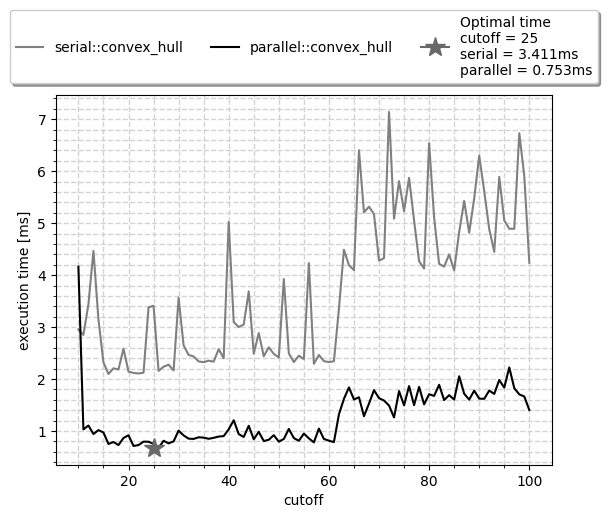 serial::convex_hull
parallel::convex_hull
Optimal time
cutoff = 25
serial = 3.411ms
parallel = 0.753ms
execution time [ms]
7
6
5
4
3
2
1
20 40 60 80 100
cutoff